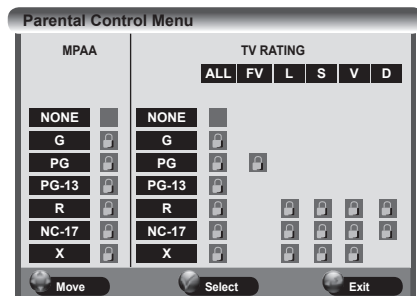 Parental Control Menu
MPAA TV RATING
ALL FV L S V D
NONE NONE
G G
PG PG
PG-13 PG-13
R R
NC-17 NC-17
X X
Move Select Exit